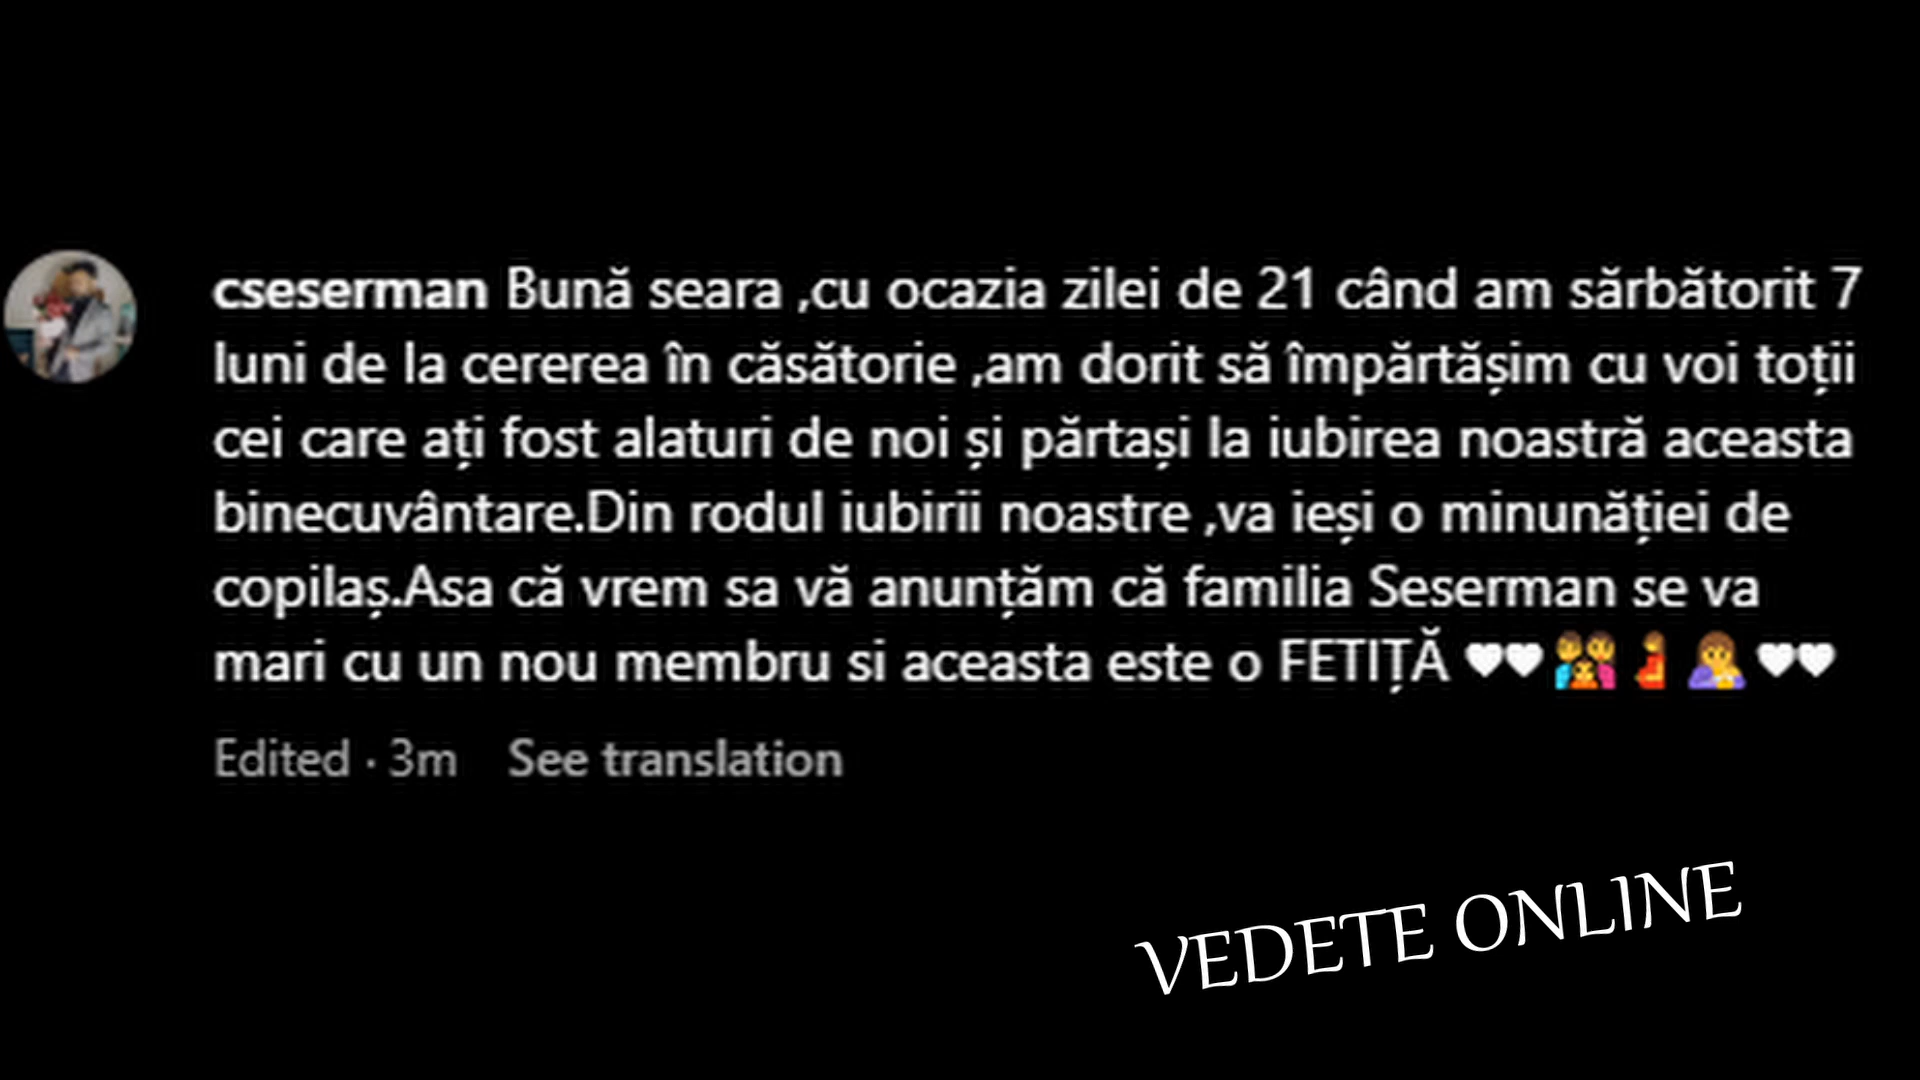 cseserman Bună seara ,cu ocazia zilei de 21 când am sărbătorit 7
luni de la cererea în căsătorie ,am dorit să împărtășim cu voi toții
cei care ați fost alaturi de noi și părtași la iubirea noastră aceasta
binecuvântare.Din rodul iubirii noastre ,va ieși o minunăției de
copilaș.Asa că vrem sa vă anunțăm că familia Seserman se va
mari cu un nou membru si aceasta este o FETIȚĂ 🤍🤍👨‍👩‍👧🤰🤱🤍🤍
Edited · 3m See translation
VEDETE ONLINE